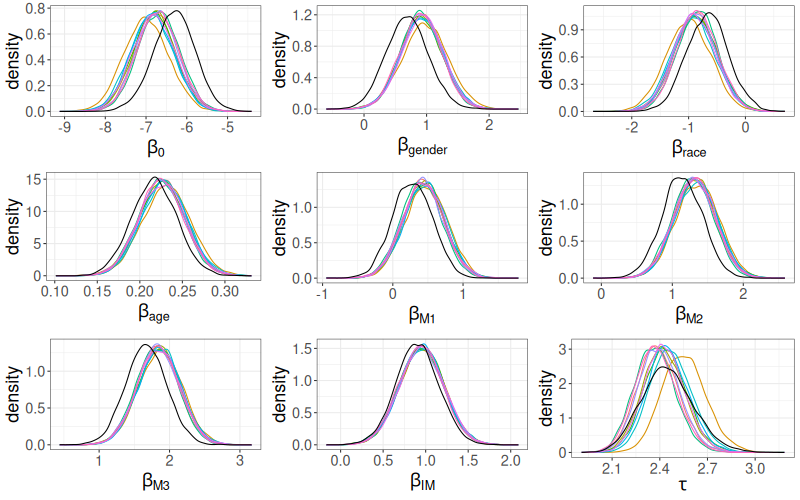 density
0.8
0.6
0.4
0.2
0.0
-9 -8 -7 -6 -5
β0
density
1.2
0.8
0.4
0.0
0 1 2
βgender
density
0.9
0.6
0.3
0.0
-2 -1 0
βrace
density
15
10
5
0
0.10 0.15 0.20 0.25 0.30
βage
density
1.0
0.5
0.0
-1 0 1
βM1
density
1.0
0.5
0.0
0 1 2
βM2
density
1.0
0.5
0.0
1 2 3
βM3
density
1.5
1.0
0.5
0.0
0.0 0.5 1.0 1.5 2.0
βIM
density
3
2
1
0
2.1 2.4 2.7 3.0
τ